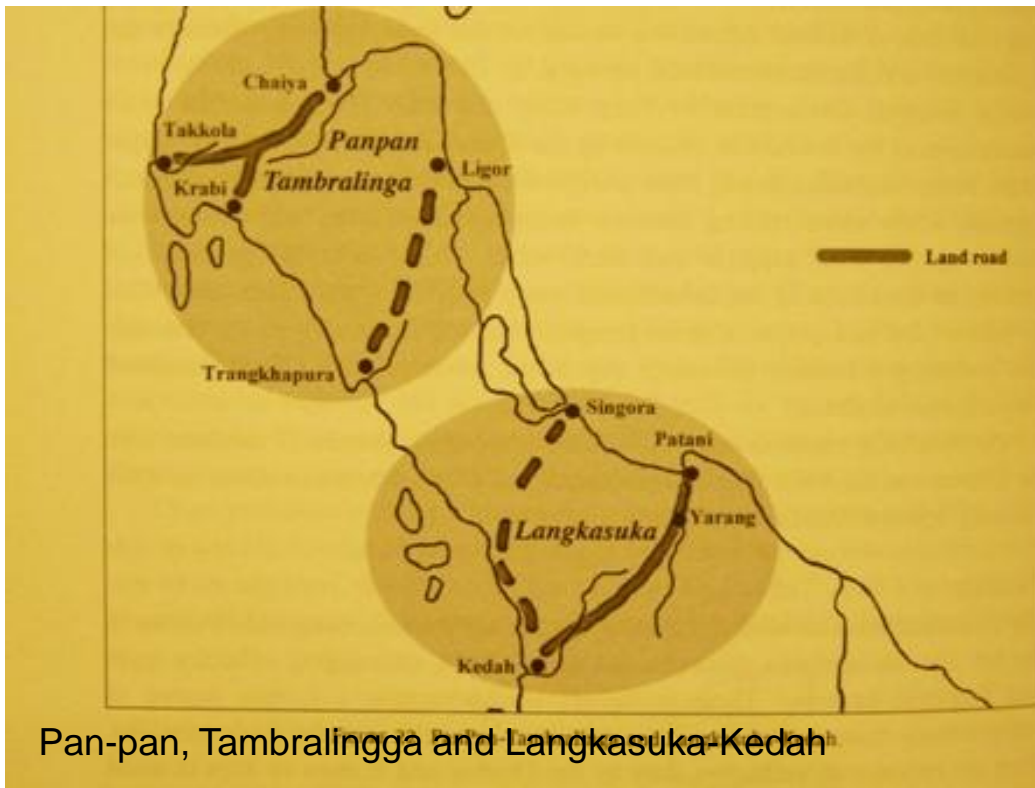 Chaiya
Takkola
Panpan
Ligor
Krabi
Tambralinga
Land road
Trangkhapura
Singora
Patani
Langkasuka
Yarang
Kedah
Pan-pan, Tambralingga and Langkasuka-Kedah